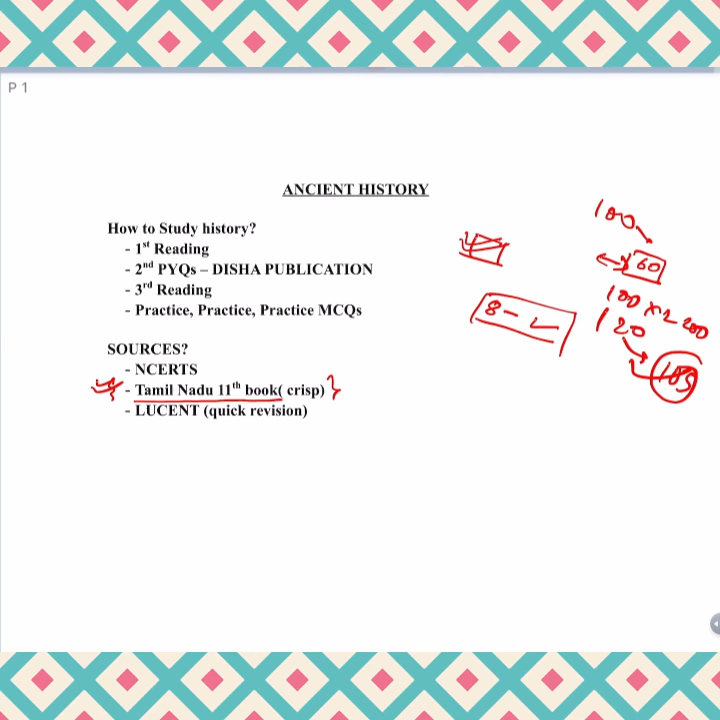 P 1
ANCIENT HISTORY
How to Study history?
- 1st Reading
- 2nd PYQs – DISHA PUBLICATION
- 3rd Reading
- Practice, Practice, Practice MCQs
SOURCES?
- NCERTS
- Tamil Nadu 11th book( crisp)
- LUCENT (quick revision)
100
60
100 x 2 200
120
8 -